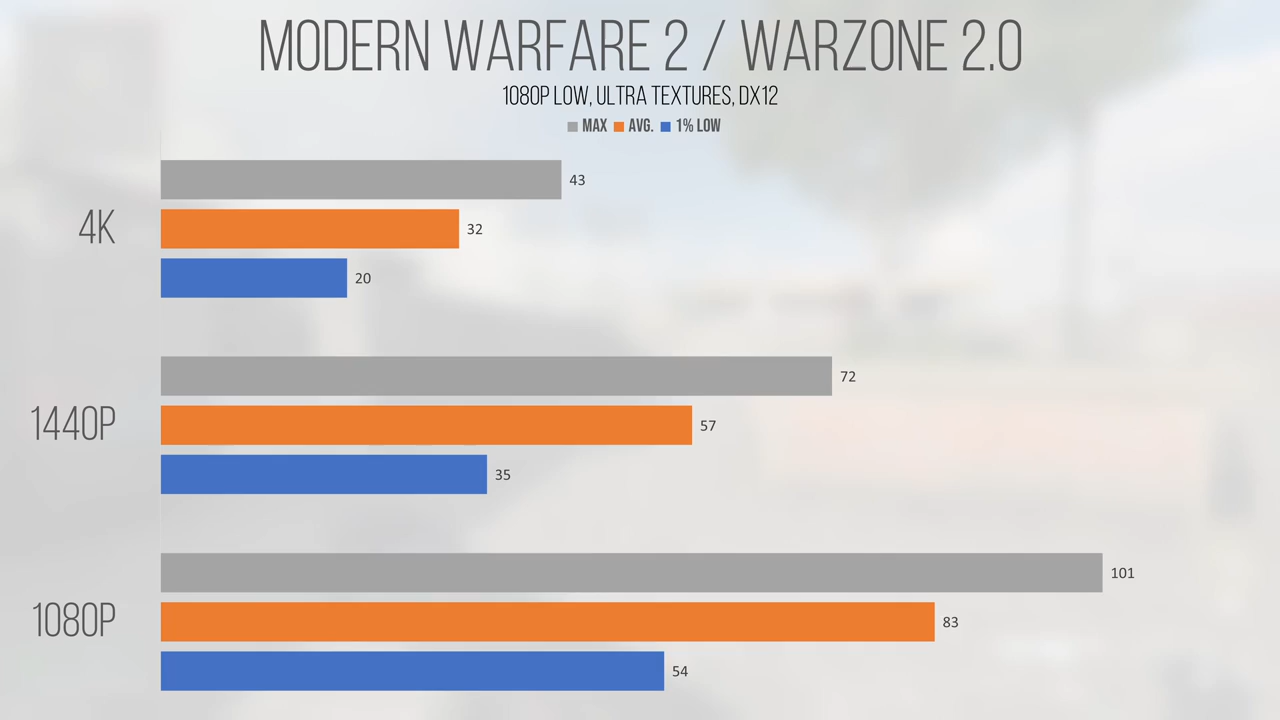 MODERN WARFARE 2 / WARZONE 2.0
1080P LOW, ULTRA TEXTURES, DX12
MAX AVG. 1% LOW
43
4K 32
20
72
1440P 57
35
101
1080P 83
54